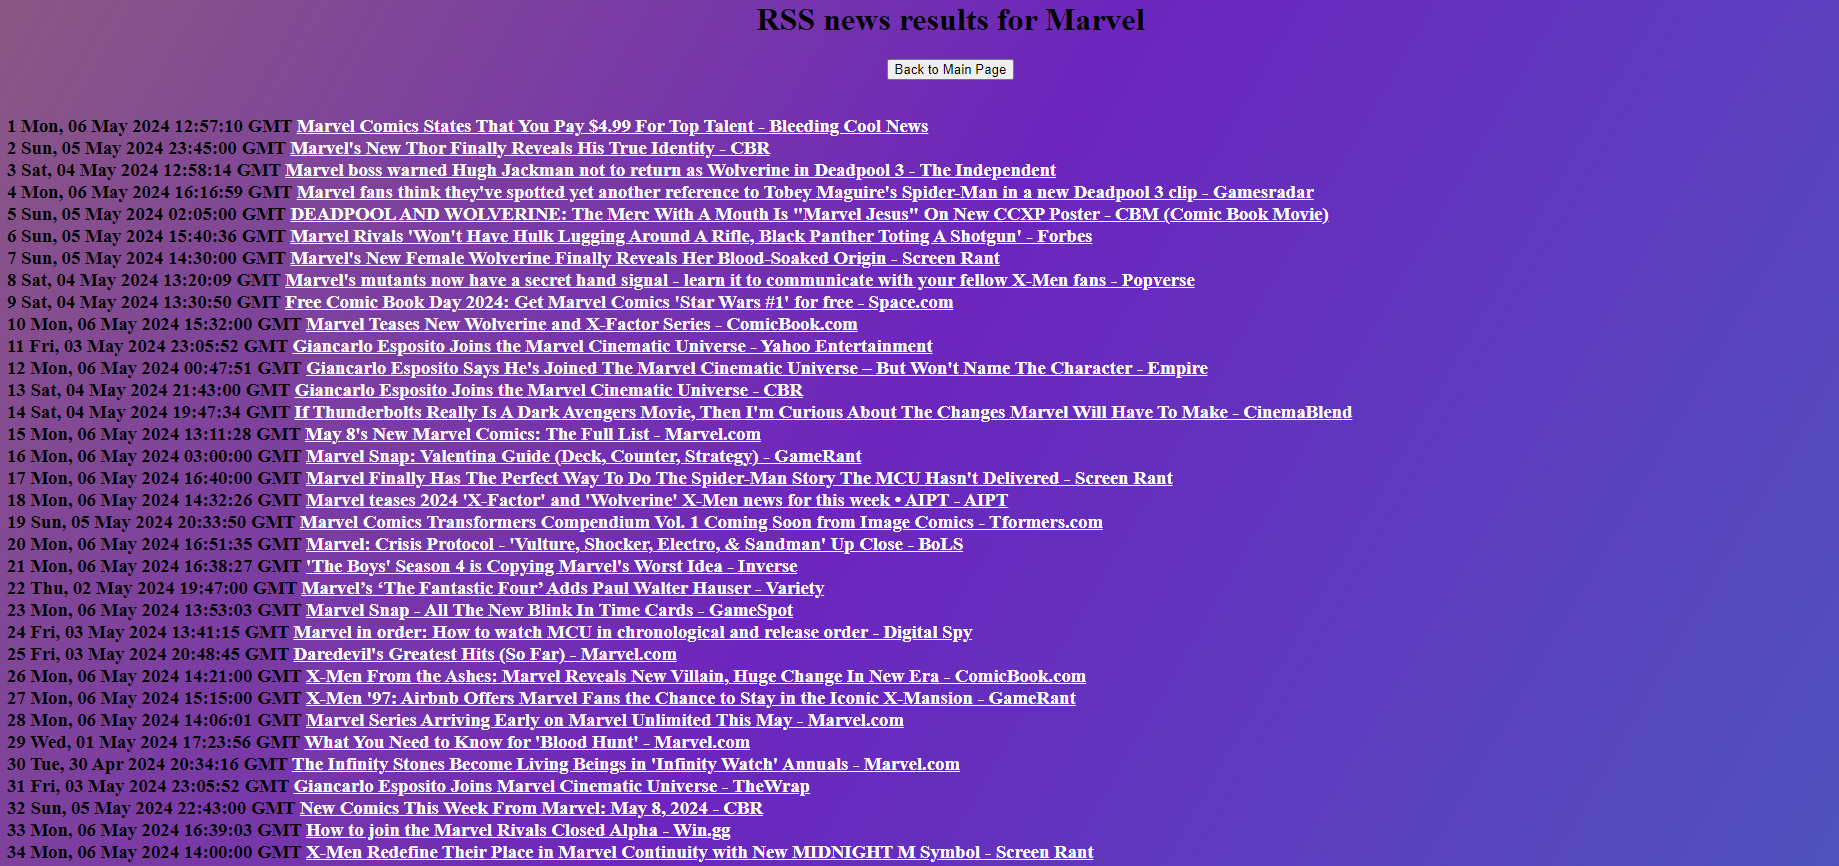 RSS news results for Marvel
Back to Main Page
1 Mon, 06 May 2024 12:57:10 GMT Marvel Comics States That You Pay $4.99 For Top Talent - Bleeding Cool News
2 Sun, 05 May 2024 23:45:00 GMT Marvel's New Thor Finally Reveals His True Identity - CBR
3 Sat, 04 May 2024 12:58:14 GMT Marvel boss warned Hugh Jackman not to return as Wolverine in Deadpool 3 - The Independent
4 Mon, 06 May 2024 16:16:59 GMT Marvel fans think they've spotted yet another reference to Tobey Maguire's Spider-Man in a new Deadpool 3 clip - Gamesradar
5 Sun, 05 May 2024 02:05:00 GMT DEADPOOL AND WOLVERINE: The Merc With A Mouth Is "Marvel Jesus" On New CCXP Poster - CBM (Comic Book Movie)
6 Sun, 05 May 2024 15:40:36 GMT Marvel Rivals 'Won't Have Hulk Lugging Around A Rifle, Black Panther Toting A Shotgun' - Forbes
7 Sun, 05 May 2024 14:30:00 GMT Marvel's New Female Wolverine Finally Reveals Her Blood-Soaked Origin - Screen Rant
8 Sat, 04 May 2024 13:20:09 GMT Marvel's mutants now have a secret hand signal - learn it to communicate with your fellow X-Men fans - Popverse
9 Sat, 04 May 2024 13:30:50 GMT Free Comic Book Day 2024: Get Marvel Comics 'Star Wars #1' for free - Space.com
10 Mon, 06 May 2024 15:32:00 GMT Marvel Teases New Wolverine and X-Factor Series - ComicBook.com
11 Fri, 03 May 2024 23:05:52 GMT Giancarlo Esposito Joins the Marvel Cinematic Universe - Yahoo Entertainment
12 Mon, 06 May 2024 00:47:51 GMT Giancarlo Esposito Says He's Joined The Marvel Cinematic Universe – But Won't Name The Character - Empire
13 Sat, 04 May 2024 21:43:00 GMT Giancarlo Esposito Joins the Marvel Cinematic Universe - CBR
14 Sat, 04 May 2024 19:47:34 GMT If Thunderbolts Really Is A Dark Avengers Movie, Then I'm Curious About The Changes Marvel Will Have To Make - CinemaBlend
15 Mon, 06 May 2024 13:11:28 GMT May 8's New Marvel Comics: The Full List - Marvel.com
16 Mon, 06 May 2024 03:00:00 GMT Marvel Snap: Valentina Guide (Deck, Counter, Strategy) - GameRant
17 Mon, 06 May 2024 16:40:00 GMT Marvel Finally Has The Perfect Way To Do The Spider-Man Story The MCU Hasn't Delivered - Screen Rant
18 Mon, 06 May 2024 14:32:26 GMT Marvel teases 2024 'X-Factor' and 'Wolverine' X-Men news for this week • AIPT - AIPT
19 Sun, 05 May 2024 20:33:50 GMT Marvel Comics Transformers Compendium Vol. 1 Coming Soon from Image Comics - Tformers.com
20 Mon, 06 May 2024 16:51:35 GMT Marvel: Crisis Protocol - 'Vulture, Shocker, Electro, & Sandman' Up Close - BoLS
21 Mon, 06 May 2024 16:38:27 GMT 'The Boys' Season 4 is Copying Marvel's Worst Idea - Inverse
22 Thu, 02 May 2024 19:47:00 GMT Marvel’s ‘The Fantastic Four’ Adds Paul Walter Hauser - Variety
23 Mon, 06 May 2024 13:53:03 GMT Marvel Snap - All The New Blink In Time Cards - GameSpot
24 Fri, 03 May 2024 13:41:15 GMT Marvel in order: How to watch MCU in chronological and release order - Digital Spy
25 Fri, 03 May 2024 20:48:45 GMT Daredevil's Greatest Hits (So Far) - Marvel.com
26 Mon, 06 May 2024 14:21:00 GMT X-Men From the Ashes: Marvel Reveals New Villain, Huge Change In New Era - ComicBook.com
27 Mon, 06 May 2024 15:15:00 GMT X-Men '97: Airbnb Offers Marvel Fans the Chance to Stay in the Iconic X-Mansion - GameRant
28 Mon, 06 May 2024 14:06:01 GMT Marvel Series Arriving Early on Marvel Unlimited This May - Marvel.com
29 Wed, 01 May 2024 17:23:56 GMT What You Need to Know for 'Blood Hunt' - Marvel.com
30 Tue, 30 Apr 2024 20:34:16 GMT The Infinity Stones Become Living Beings in 'Infinity Watch' Annuals - Marvel.com
31 Fri, 03 May 2024 23:05:52 GMT Giancarlo Esposito Joins Marvel Cinematic Universe - TheWrap
32 Sun, 05 May 2024 22:43:00 GMT New Comics This Week From Marvel: May 8, 2024 - CBR
33 Mon, 06 May 2024 16:39:03 GMT How to join the Marvel Rivals Closed Alpha - Win.gg
34 Mon, 06 May 2024 14:00:00 GMT X-Men Redefine Their Place in Marvel Continuity with New MIDNIGHT M Symbol - Screen Rant